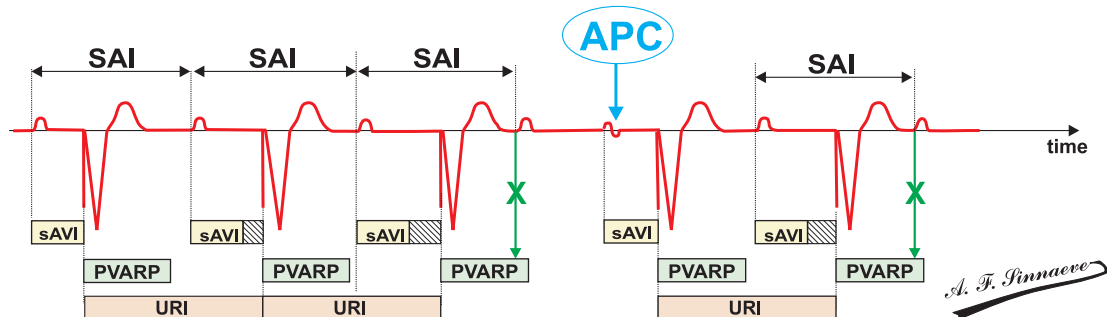 APC
SAI SAI SAI SAI
time
X X
sAVI sAVI sAVI sAVI sAVI
PVARP PVARP PVARP PVARP PVARP
URI URI URI
A. F. Sinnaeve